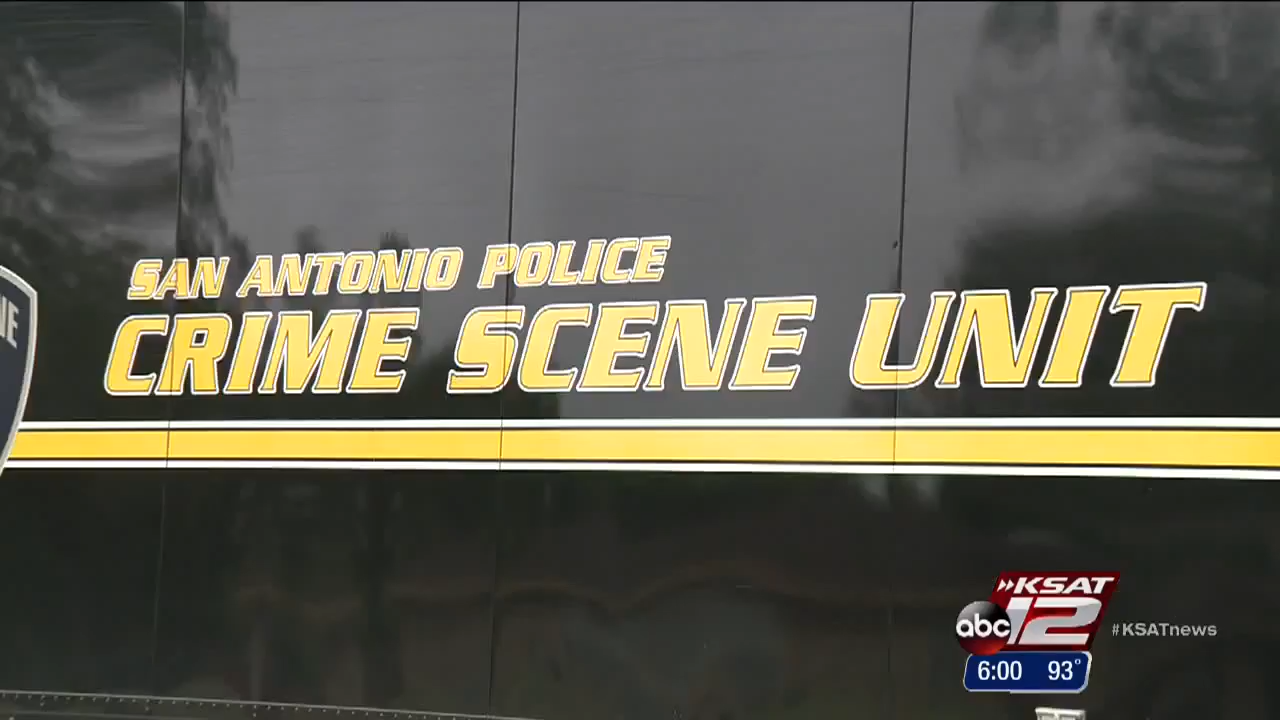 SAN ANTONIO POLICE
CRIME SCENE UNIT
KSAT
abc 12 #KSATnews
6:00 93°